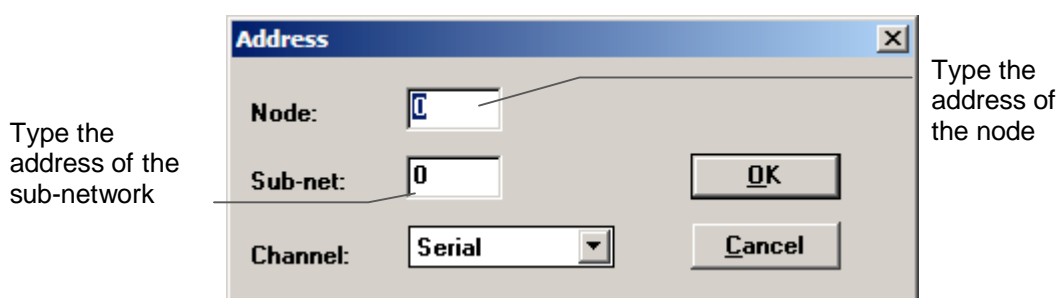 Address
Type the
address of
the node
Node:
0
Type the
address of the
sub-network
Sub-net:
0
OK
Channel:
Serial
Cancel